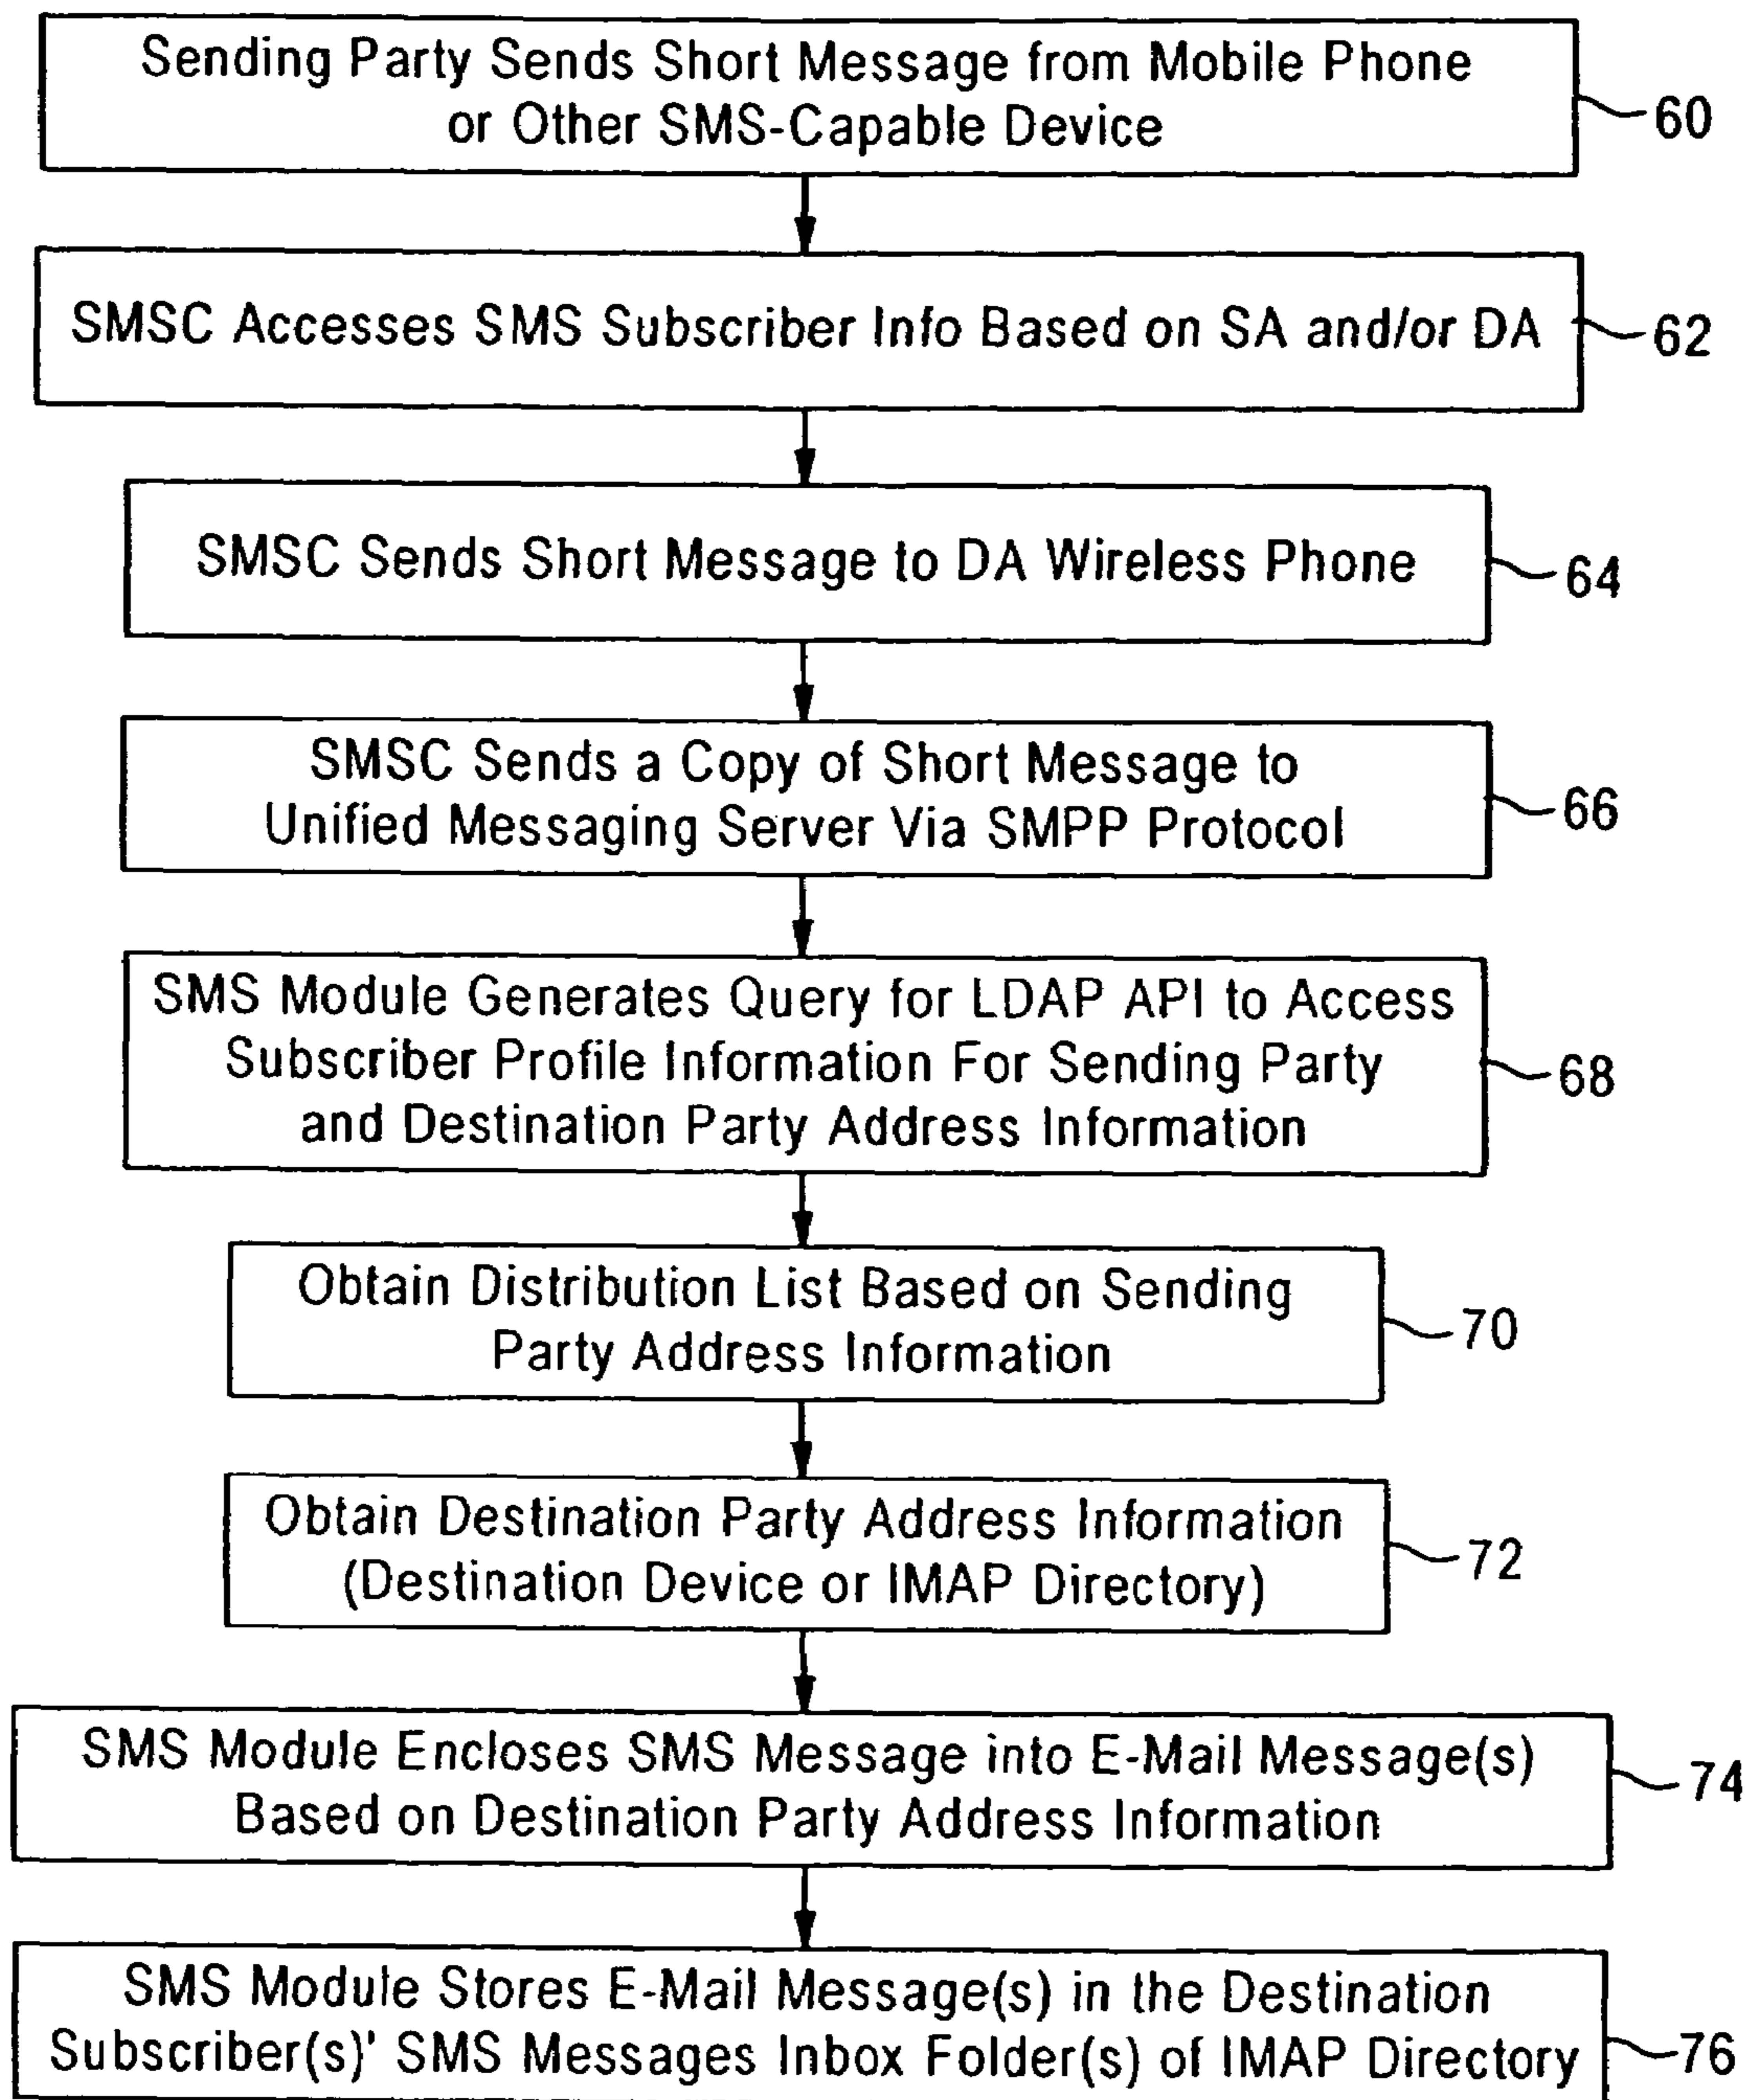 Sending Party Sends Short Message from Mobile Phone
or Other SMS-Capable Device
60
SMSC Accesses SMS Subscriber Info Based on SA and/or DA
62
SMSC Sends Short Message to DA Wireless Phone
64
SMSC Sends a Copy of Short Message to
Unified Messaging Server Via SMPP Protocol
66
SMS Module Generates Query for LDAP API to Access
Subscriber Profile Information For Sending Party
and Destination Party Address Information
68
Obtain Distribution List Based on Sending
Party Address Information
70
Obtain Destination Party Address Information
(Destination Device or IMAP Directory)
72
SMS Module Encloses SMS Message into E-Mail Message(s)
Based on Destination Party Address Information
74
SMS Module Stores E-Mail Message(s) in the Destination
Subscriber(s)' SMS Messages Inbox Folder(s) of IMAP Directory
76